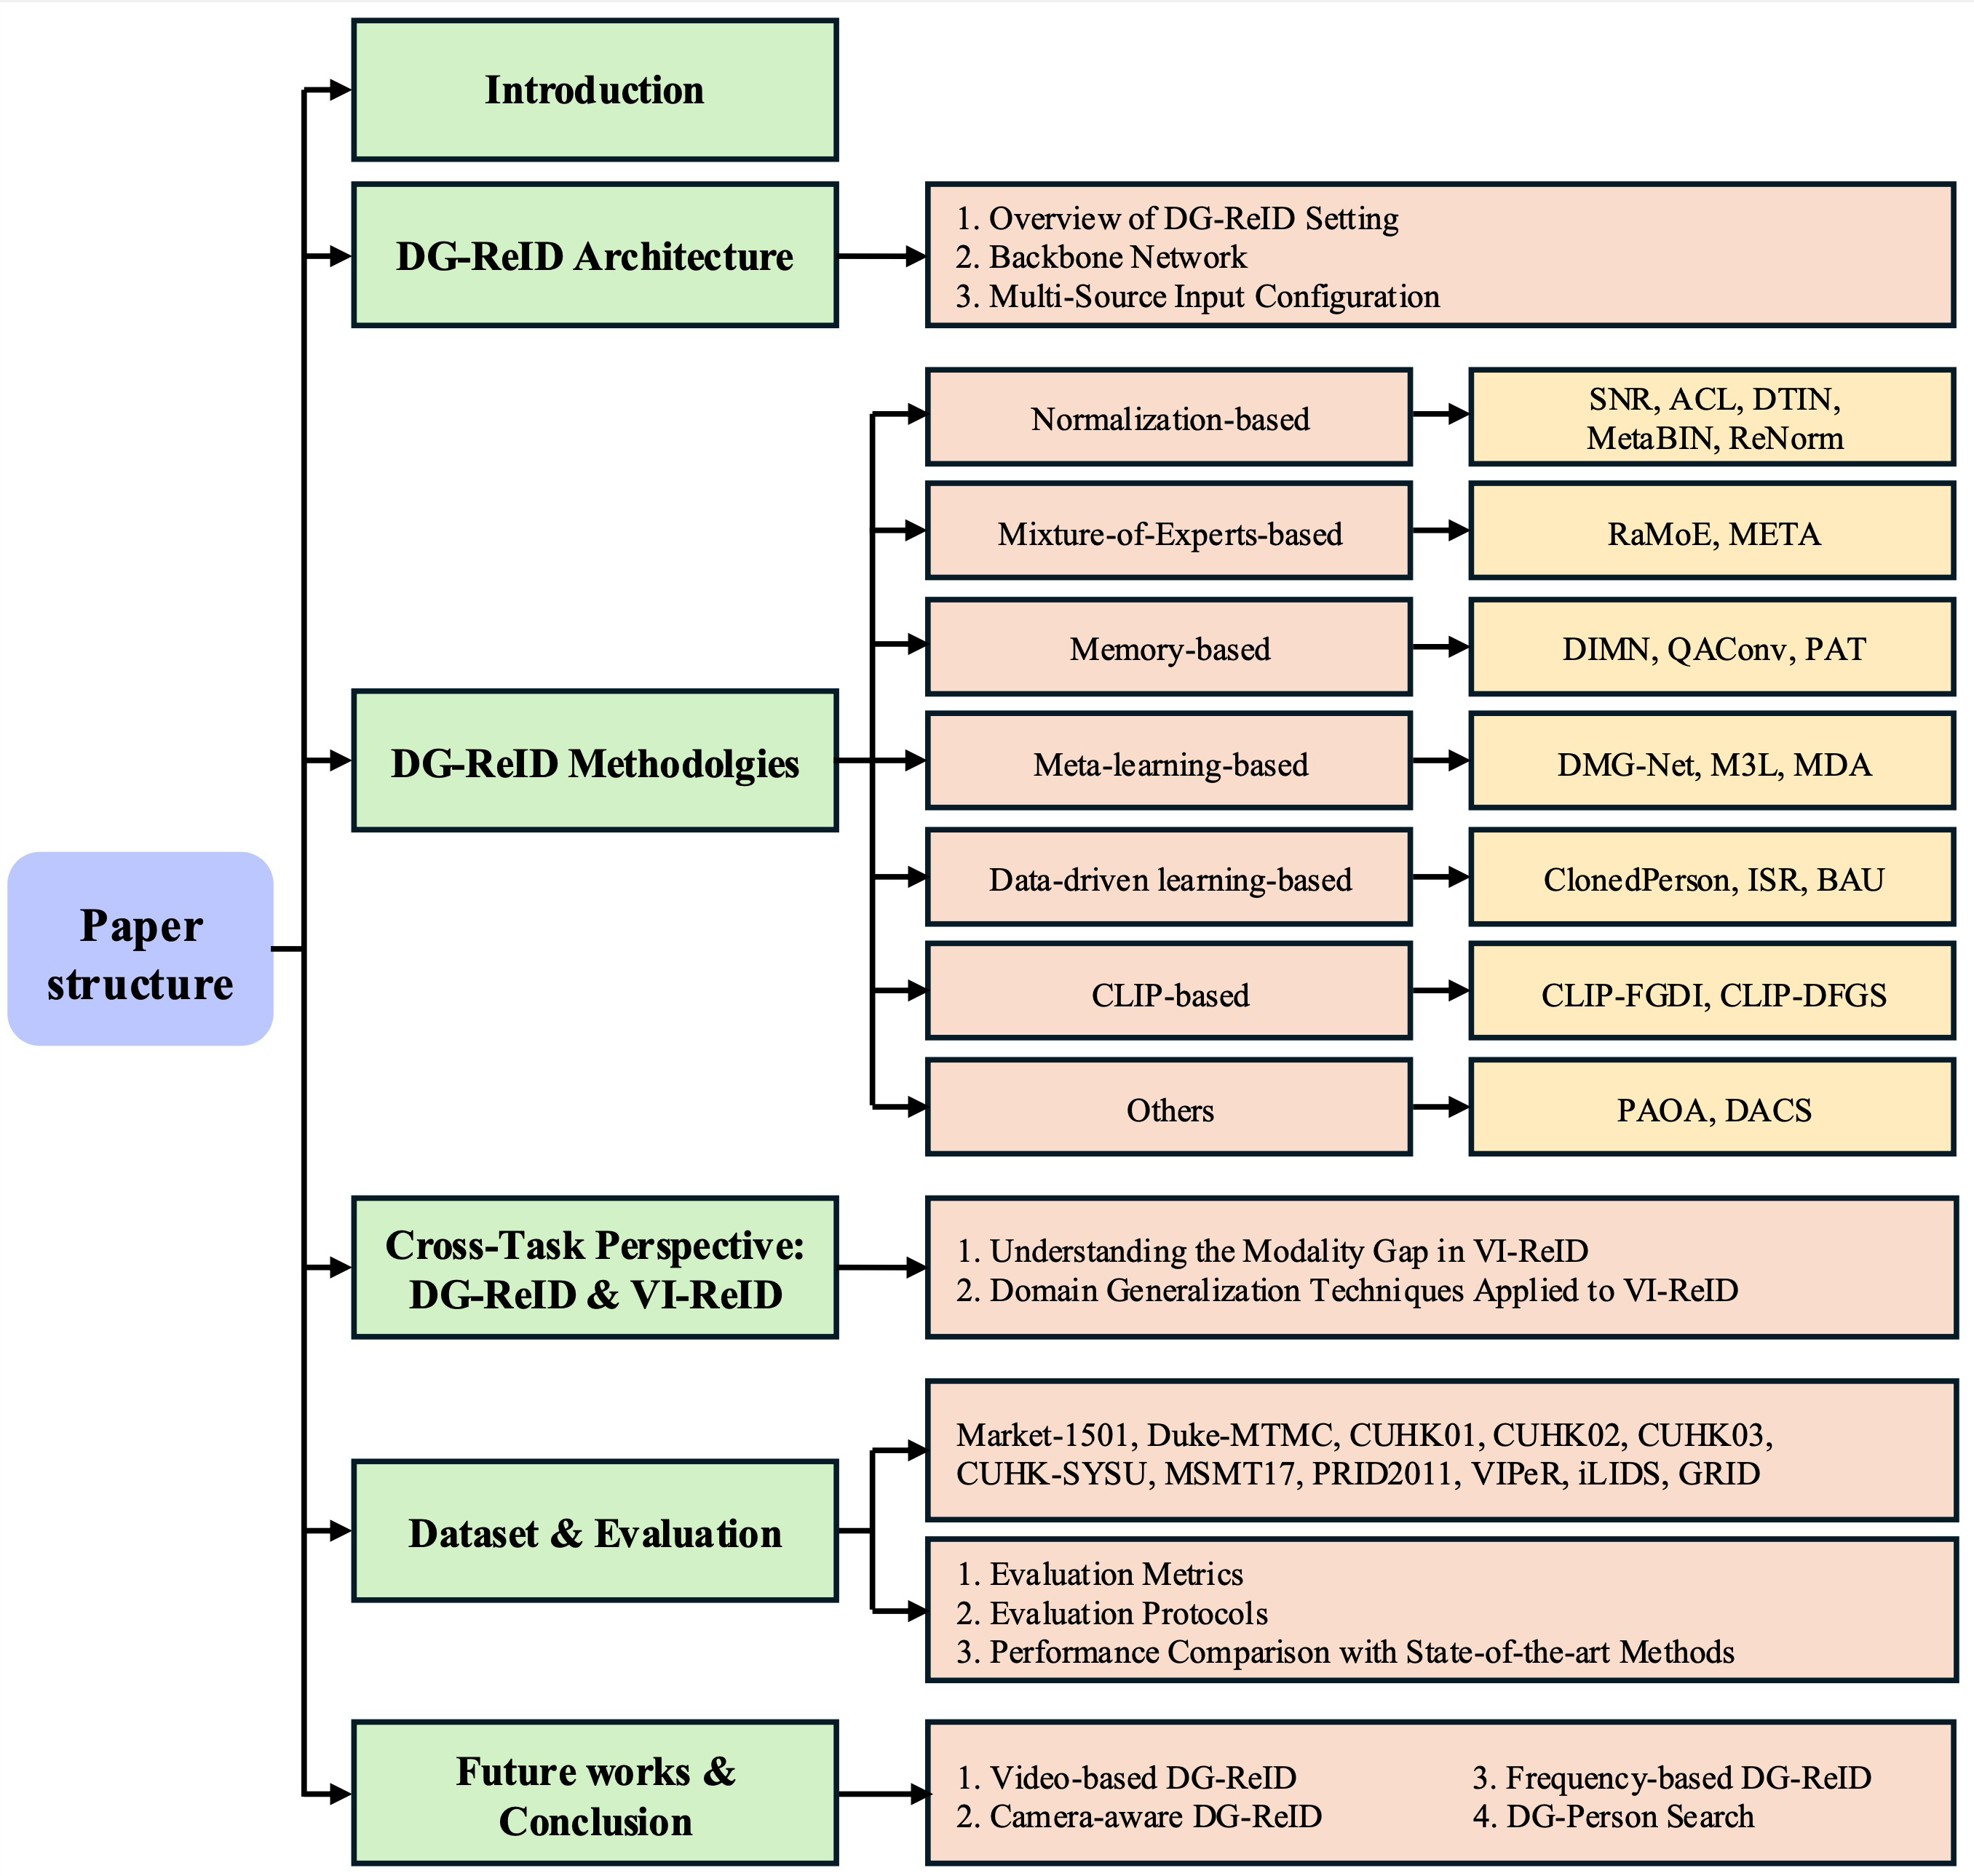 Paper
structure
Introduction
DG-ReID Architecture
1. Overview of DG-ReID Setting
2. Backbone Network
3. Multi-Source Input Configuration
DG-ReID Methodolgies
Normalization-based
SNR, ACL, DTIN,
MetaBIN, ReNorm
Mixture-of-Experts-based
RaMoE, META
Memory-based
DIMN, QAConv, PAT
Meta-learning-based
DMG-Net, M3L, MDA
Data-driven learning-based
ClonedPerson, ISR, BAU
CLIP-based
CLIP-FGDI, CLIP-DFGS
Others
PAOA, DACS
Cross-Task Perspective:
DG-ReID & VI-ReID
1. Understanding the Modality Gap in VI-ReID
2. Domain Generalization Techniques Applied to VI-ReID
Dataset & Evaluation
Market-1501, Duke-MTMC, CUHK01, CUHK02, CUHK03,
CUHK-SYSU, MSMT17, PRID2011, VIPeR, iLIDS, GRID
1. Evaluation Metrics
2. Evaluation Protocols
3. Performance Comparison with State-of-the-art Methods
Future works &
Conclusion
1. Video-based DG-ReID
2. Camera-aware DG-ReID
3. Frequency-based DG-ReID
4. DG-Person Search